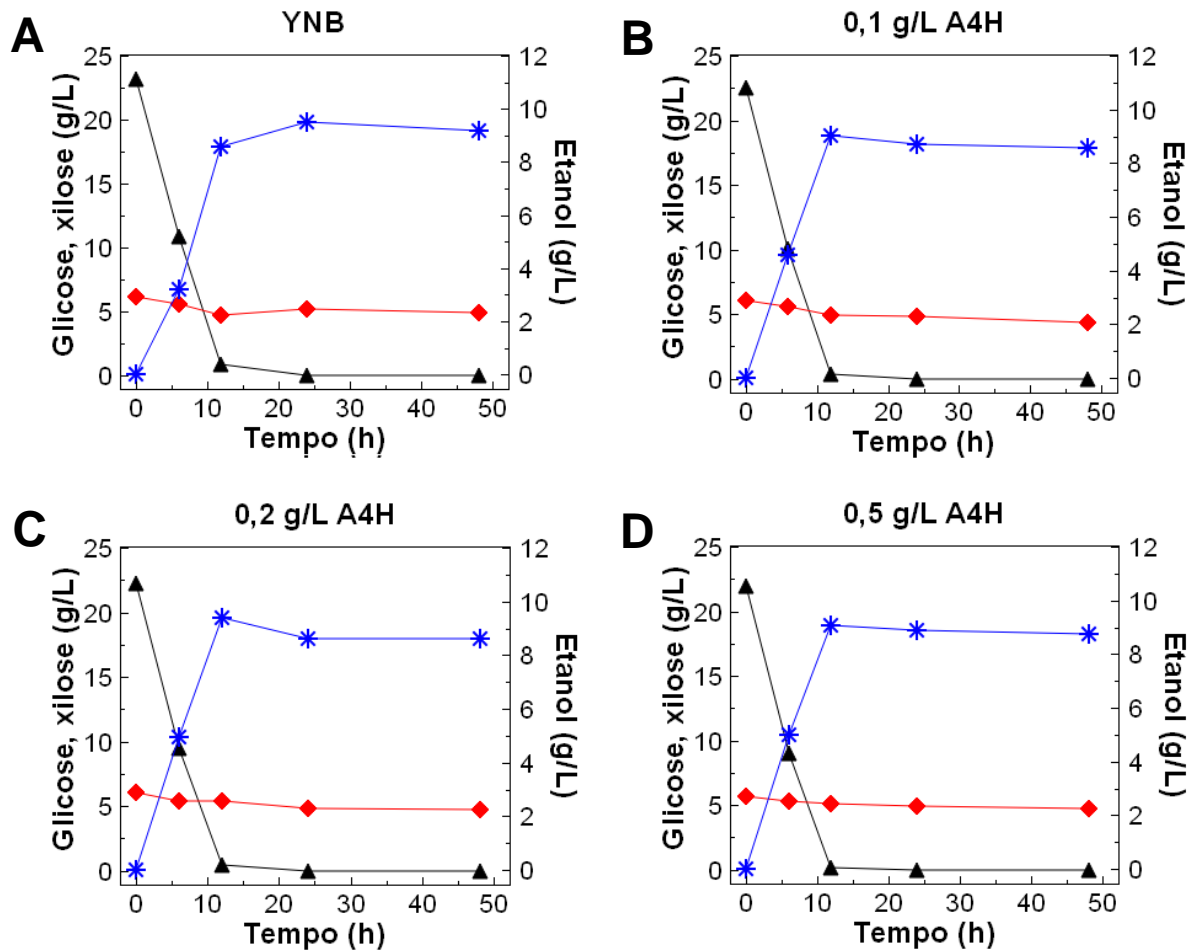 A
YNB
25
20
15
10
5
0
Glicose, xilose (g/L)
12
10
8
6
4
2
0
Etanol (g/L)
0 10 20 30 40 50
Tempo (h)
B
0,1 g/L A4H
25
20
15
10
5
0
Glicose, xilose (g/L)
12
10
8
6
4
2
0
Etanol (g/L)
0 10 20 30 40 50
Tempo (h)
C
0,2 g/L A4H
25
20
15
10
5
0
Glicose, xilose (g/L)
12
10
8
6
4
2
0
Etanol (g/L)
0 10 20 30 40 50
Tempo (h)
D
0,5 g/L A4H
25
20
15
10
5
0
Glicose, xilose (g/L)
12
10
8
6
4
2
0
Etanol (g/L)
0 10 20 30 40 50
Tempo (h)